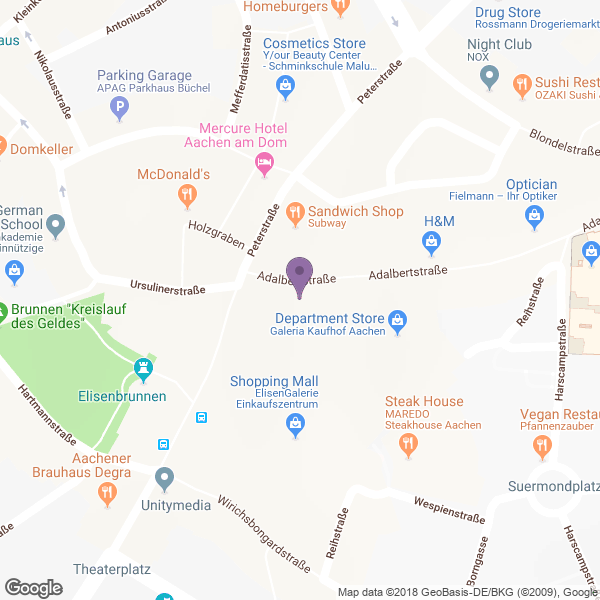 Antoniusstraße
Kleinkö
Homeburgers
Drug Store
Rossmann Drogeriemarkt
aus
Nikolausstraße
Mefferdatisstraße
Cosmetics Store
Y/our Beauty Center
- Schminkschule Malu...
Night Club
NOX
Parking Garage
APAG Parkhaus Büchel
P
Peterstraße
Sushi Rest
OZAKI Sushi
Mercure Hotel
Aachen am Dom
Blondelstraße
Domkeller
McDonald's
Optician
Fielmann – Ihr Optiker
German
School
akademie
innützige
Holzgraben
Peterstraße
Sandwich Shop
Subway
H&M
Ada
Ursulinerstraße
Adalbertstraße
Adalbertstraße
Brunnen "Kreislauf
des Geldes"
Department Store
Galeria Kaufhof Aachen
Reihstraße
Harscampstraße
Elisenbrunnen
Shopping Mall
ElisenGalerie
Einkaufszentrum
Steak House
MAREDO
Steakhouse Aachen
Vegan Restau
Pfannenzauber
Hartmannstraße
Aachener
Brauhaus Degra
Unitymedia
Wirichsbongardstraße
Reihstraße
Wespienstraße
Suermondtplatz
Theaterplatz
Borngasse
Harscampstr
Google
Map data ©2018 GeoBasis-DE/BKG (©2009), Google